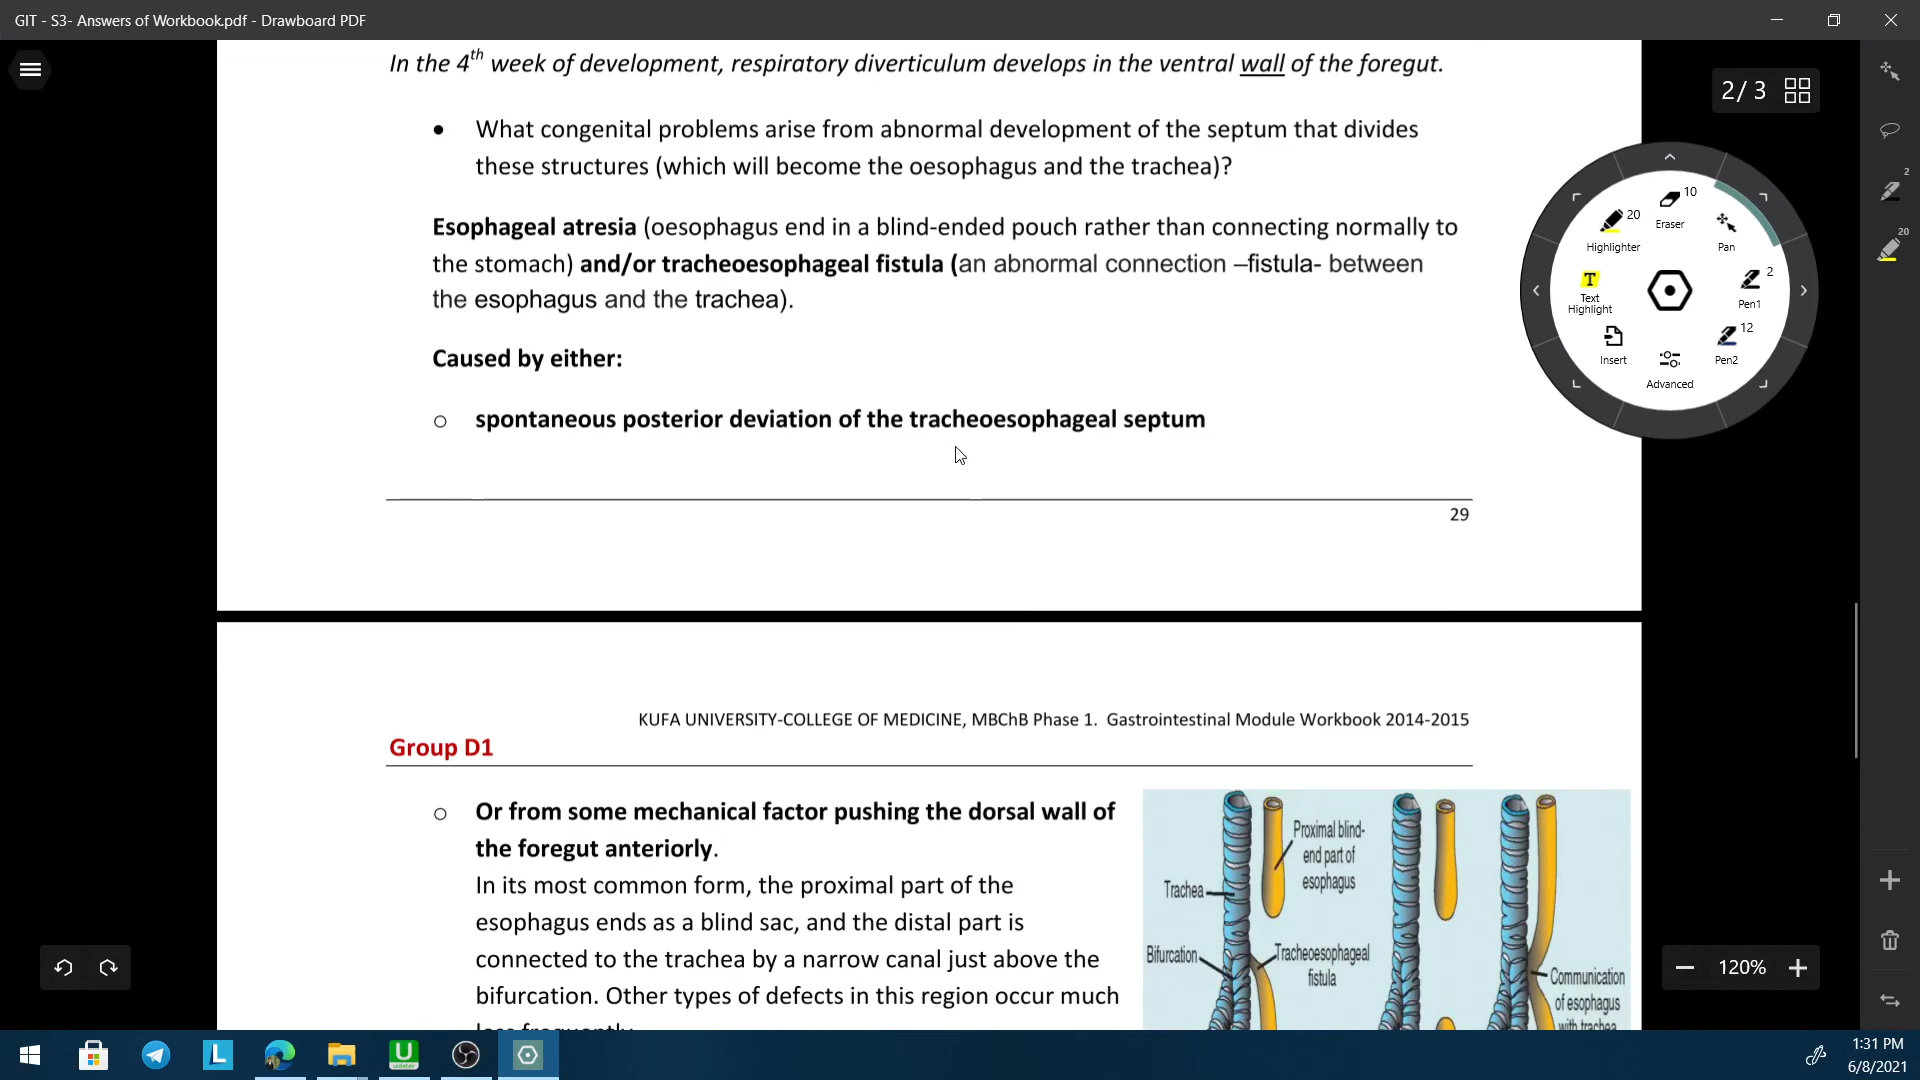 GIT - S3- Answers of Workbook.pdf - Drawboard PDF
In the 4th week of development, respiratory diverticulum develops in the ventral wall of the foregut.
2/ 3
• What congenital problems arise from abnormal development of the septum that divides
these structures (which will become the oesophagus and the trachea)?
Esophageal atresia (oesophagus end in a blind-ended pouch rather than connecting normally to
the stomach) and/or tracheoesophageal fistula (an abnormal connection –fistula- between
the esophagus and the trachea).
Caused by either:
o spontaneous posterior deviation of the tracheoesophageal septum
29
10
Eraser
20
Highlighter
Pan
T
Text
Highlight
2
Pen1
Insert
12
Pen2
Advanced
2
20
KUFA UNIVERSITY-COLLEGE OF MEDICINE, MBChB Phase 1. Gastrointestinal Module Workbook 2014-2015
Group D1
o Or from some mechanical factor pushing the dorsal wall of
the foregut anteriorly.
In its most common form, the proximal part of the
esophagus ends as a blind sac, and the distal part is
connected to the trachea by a narrow canal just above the
bifurcation. Other types of defects in this region occur much
less frequently
Proximal blind-
end part of
esophagus
Trachea
Bifurcation
Tracheoesophageal
fistula
Communication
of esophagus
with trachea
120%
L
U
1:31 PM
6/8/2021